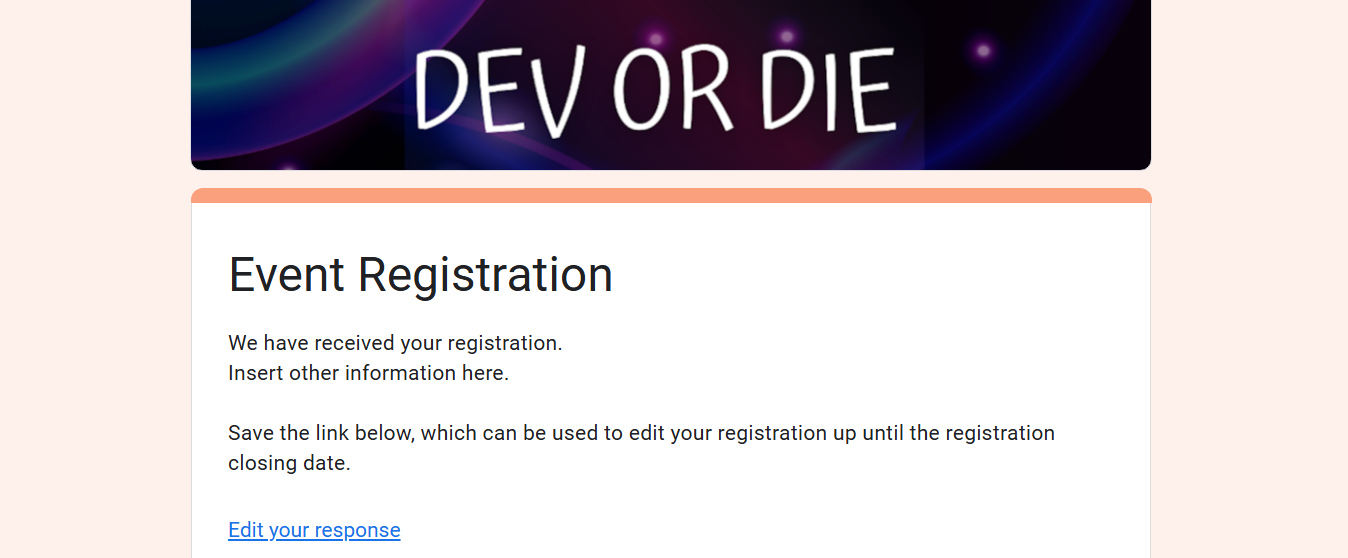 DEV OR DIE
Event Registration
We have received your registration.
Insert other information here.
Save the link below, which can be used to edit your registration up until the registration
closing date.
Edit your response